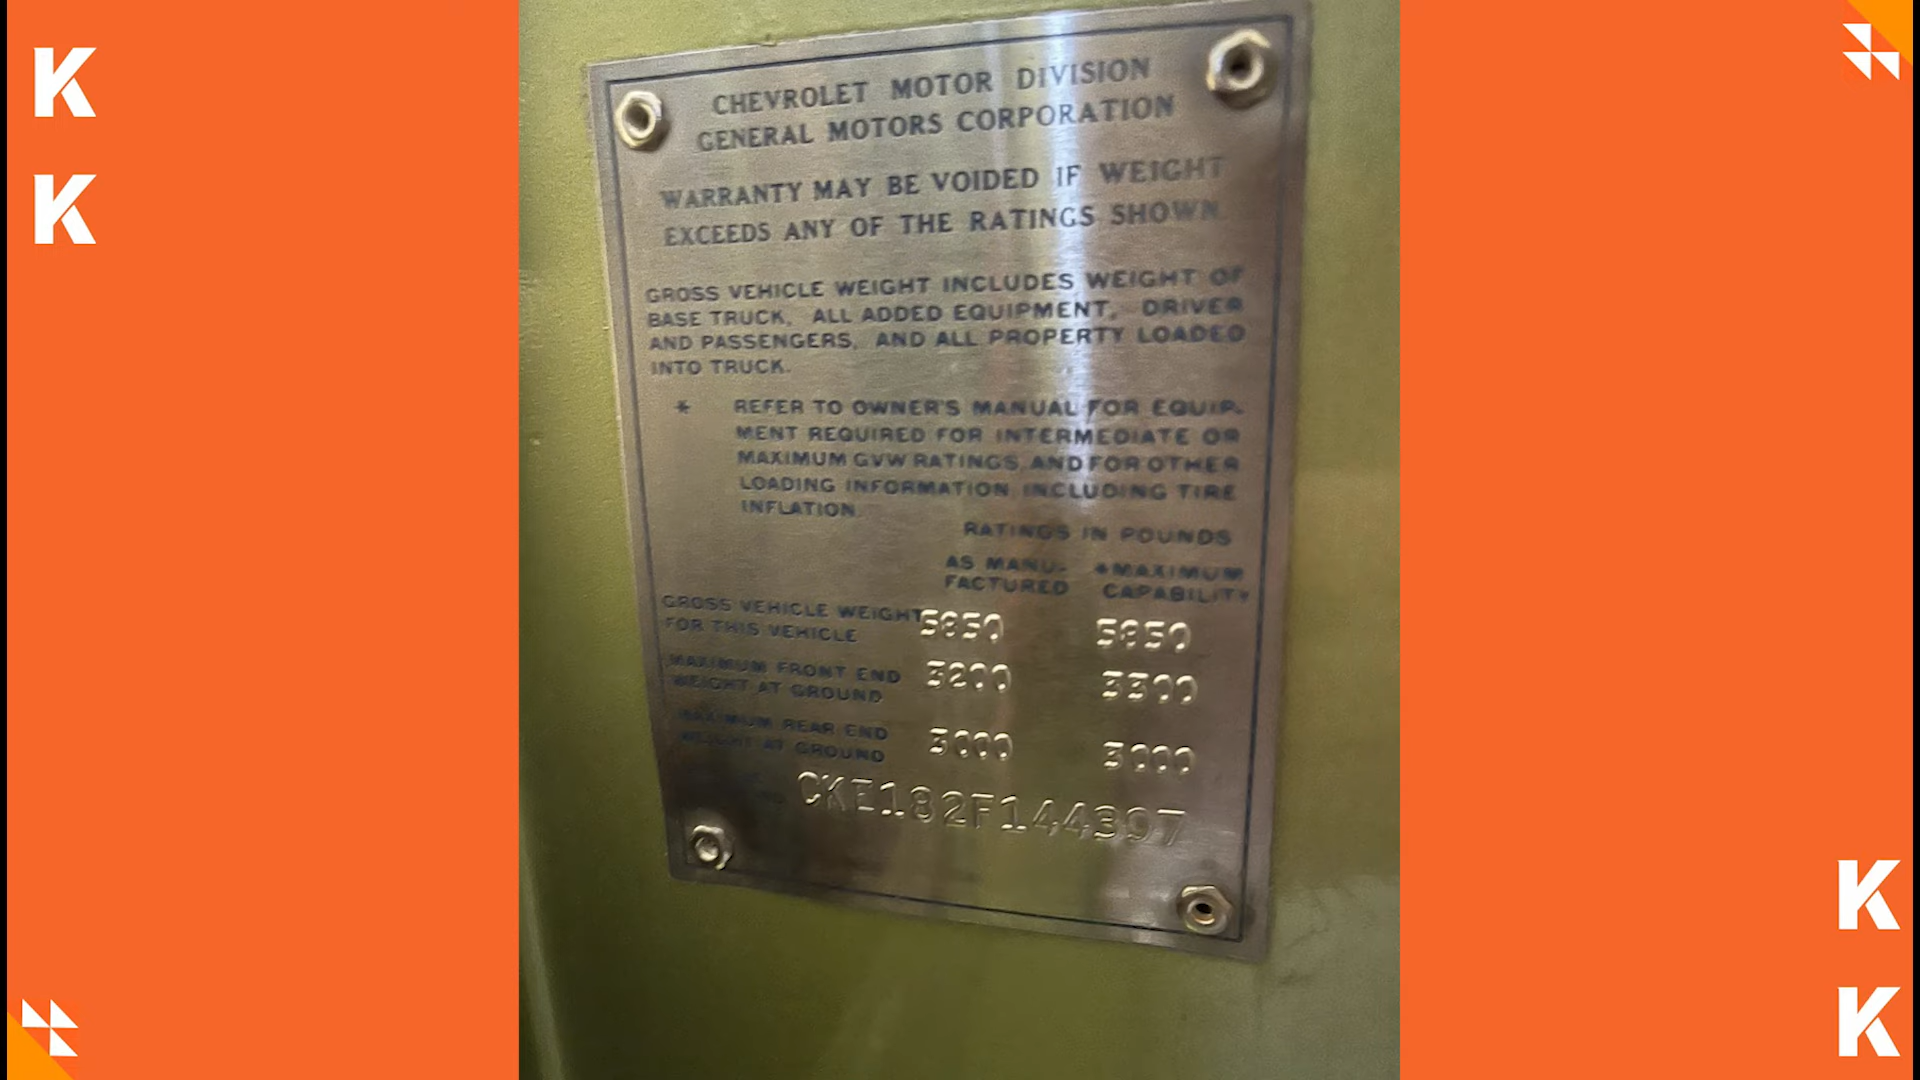 K
K
CHEVROLET MOTOR DIVISION
GENERAL MOTORS CORPORATION
WARRANTY MAY BE VOIDED IF WEIGHT
EXCEEDS ANY OF THE RATINGS SHOWN
GROSS VEHICLE WEIGHT INCLUDES WEIGHT OF
BASE TRUCK, ALL ADDED EQUIPMENT, DRIVER
AND PASSENGERS, AND ALL PROPERTY LOADED
INTO TRUCK.
* REFER TO OWNER'S MANUAL FOR EQUIP-
MENT REQUIRED FOR INTERMEDIATE OR
MAXIMUM GVW RATINGS AND FOR OTHER
LOADING INFORMATION INCLUDING TIRE
INFLATION
RATINGS IN POUNDS
AS MANU- *MAXIMUM
FACTURED CAPABILITY
GROSS VEHICLE WEIGHT 5850 5850
FOR THIS VEHICLE
MAXIMUM FRONT END 3200 3300
WEIGHT AT GROUND
MAXIMUM REAR END 3000 3000
WEIGHT AT GROUND
CKE182F144397
K
K